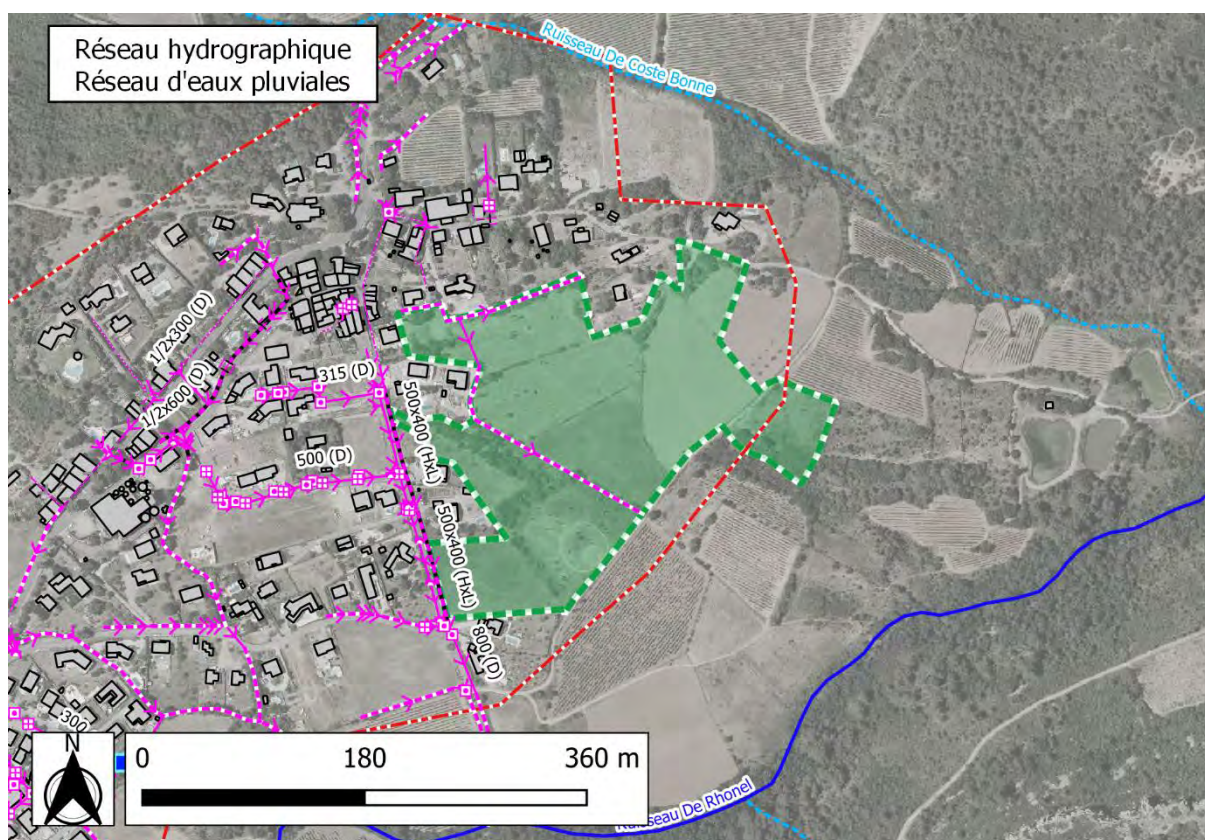 Réseau hydrographique
Réseau d'eaux pluviales
Ruisseau De Coste Bonne
1/2x300 (D)
1/2x600 (D)
315 (D)
500x400 (HxL)
500 (D)
500x400 (HxL)
800 (D)
300
N
0 180 360 m
Ruisseau De Rhonel